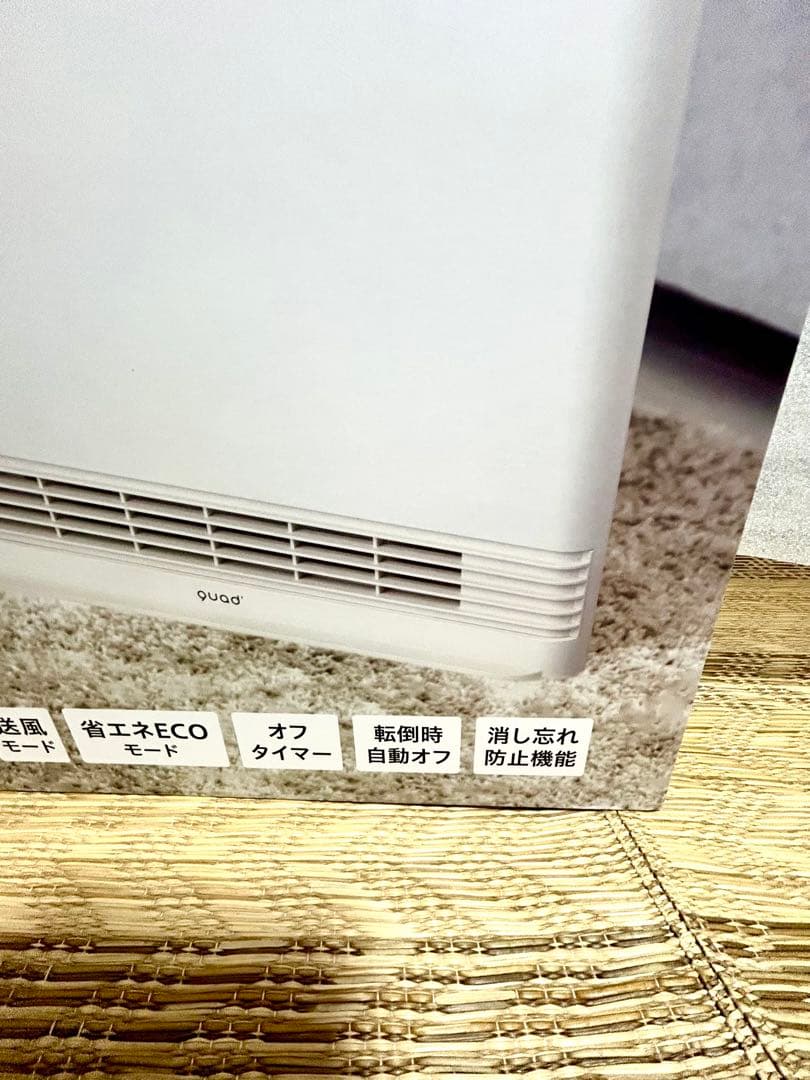 quad
送風
モード
省エネECO
モード
オフ
タイマー
転倒時
自動オフ
消し忘れ
防止機能